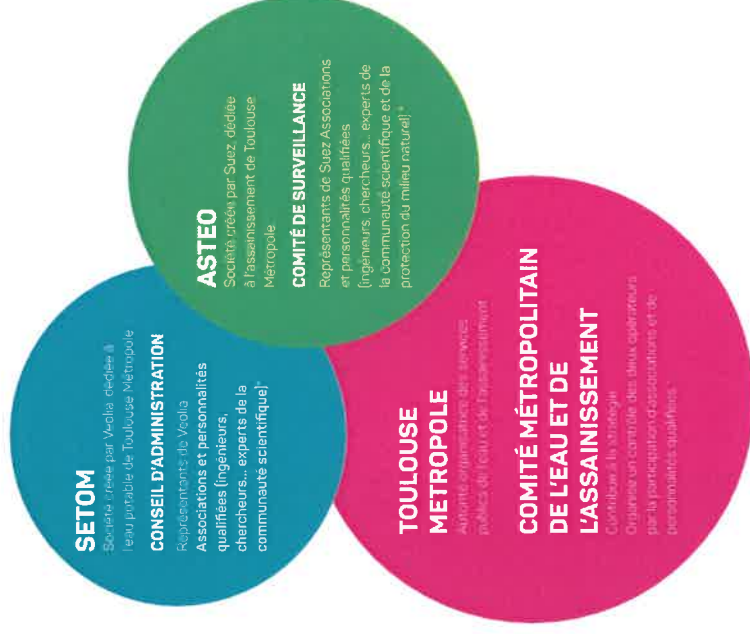 SETOM
Société créée par Veolia, dédiée à
l'eau potable de Toulouse Métropole
CONSEIL D'ADMINISTRATION
Représentants de Veolia
Associations et personnalités
qualifiées (ingénieurs,
chercheurs... experts de la
communauté scientifique)*
ASTEO
Société créée par Suez, dédiée
à l'assainissement de Toulouse
Métropole
COMITÉ DE SURVEILLANCE
Représentants de Suez Associations
et personnalités qualifiées
(ingénieurs, chercheurs... experts de
la communauté scientifique et de la
protection du milieu naturel) *
TOULOUSE
METROPOLE
Autorité organisatrice des services
publics de l'eau et de l'assainissement
COMITÉ MÉTROPOLITAIN
DE L'EAU ET DE
L'ASSAINISSEMENT
Contribue à la stratégie
Organise un contrôle des deux opérateurs
par la participation d'associations et de
personnalités qualifiées